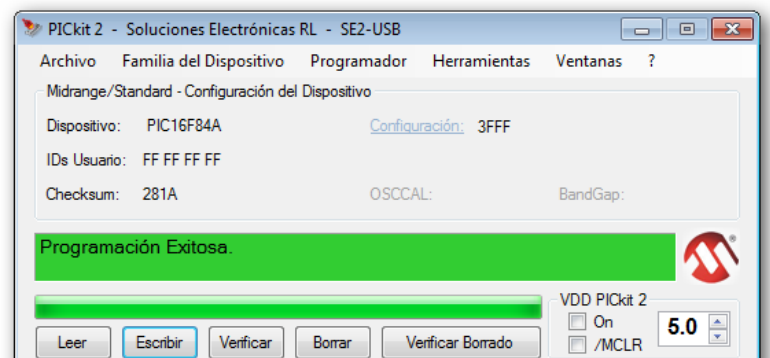 PICkit 2 - Soluciones Electrónicas RL - SE2-USB
Archivo Familia del Dispositivo Programador Herramientas Ventanas ?
Midrange/Standard - Configuración del Dispositivo
Dispositivo: PIC16F84A Configuración: 3FFF
IDs Usuario: FF FF FF FF
Checksum: 281A OSCCAL: BandGap:
Programación Exitosa.
VDD PICkit 2
On 5.0
/MCLR
Leer Escribir Verificar Borrar Verificar Borrado